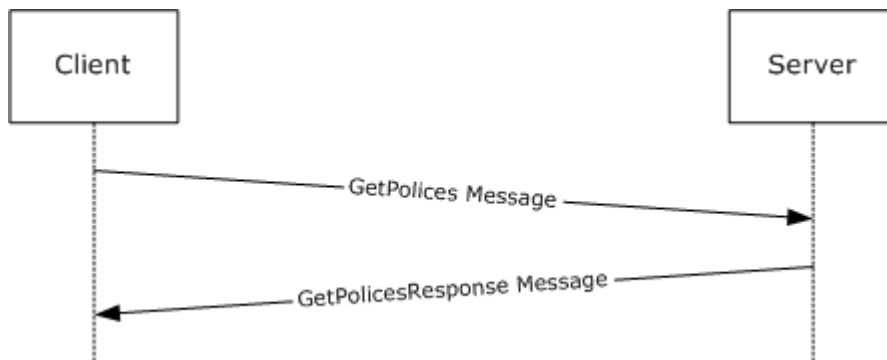 Client
Server
GetPolices Message
GetPolicesResponse Message